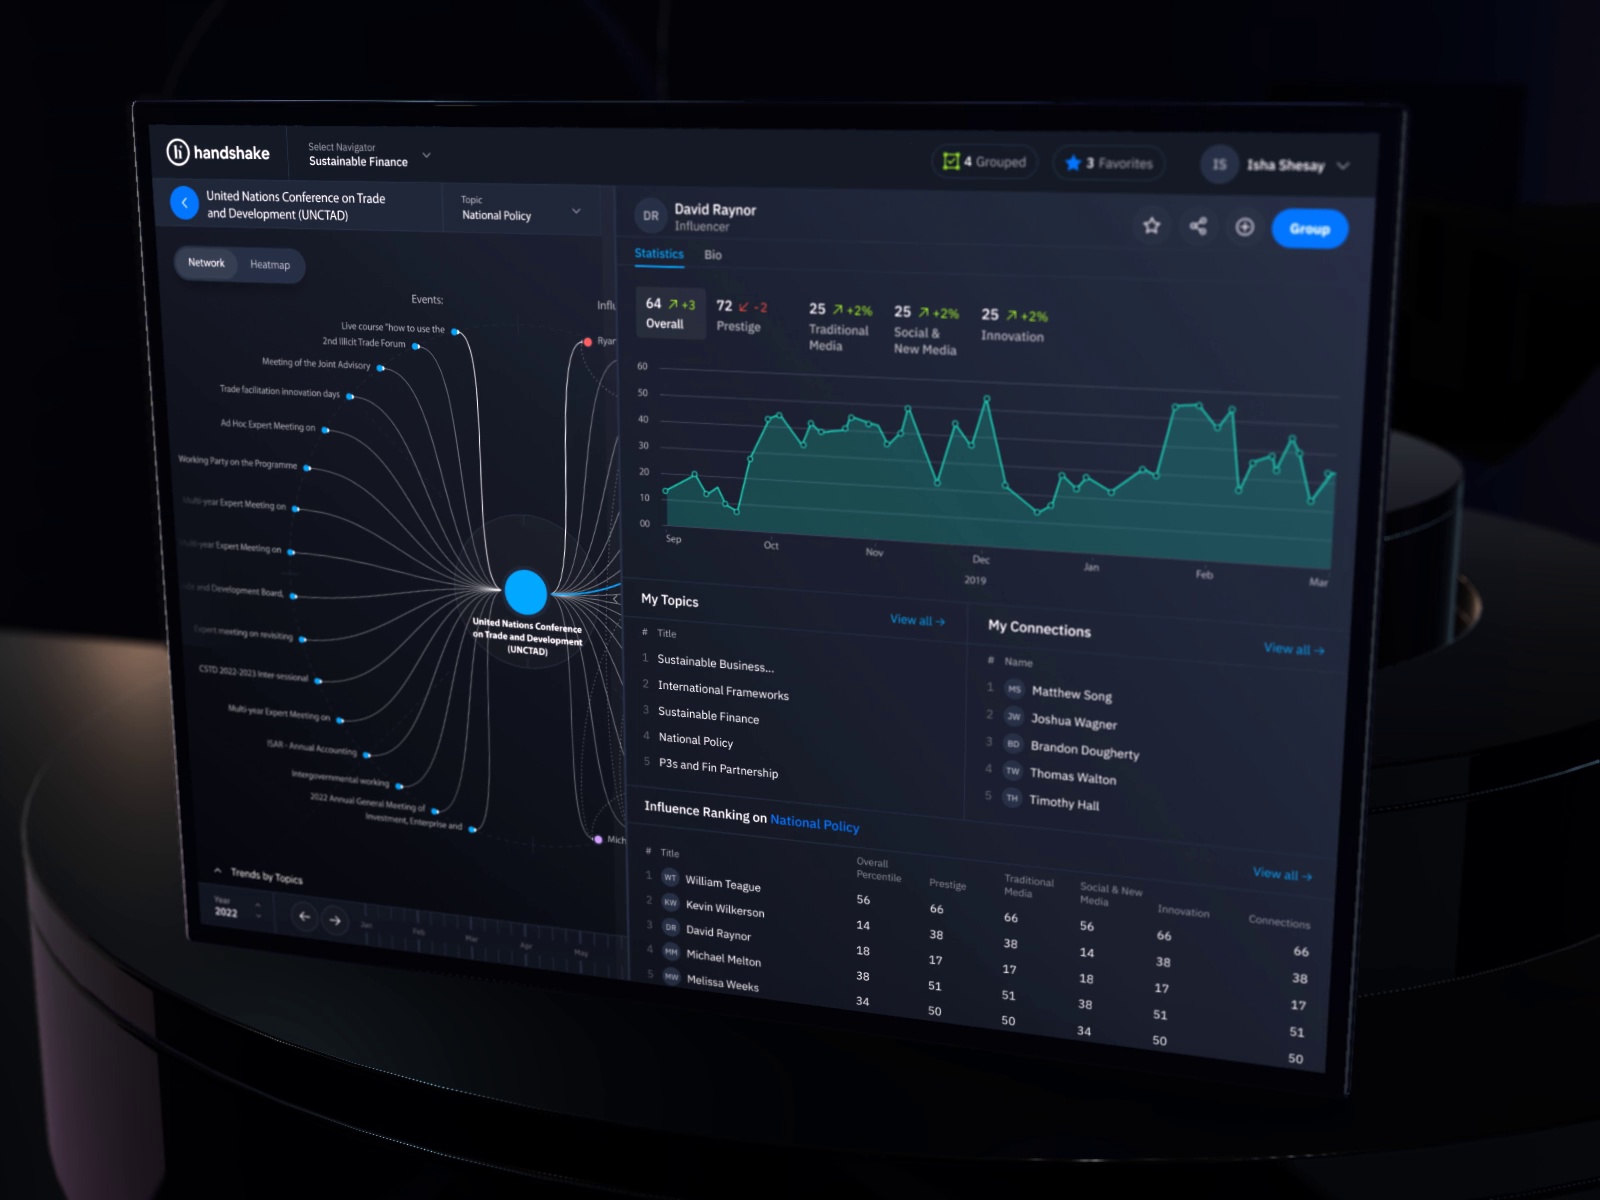 handshake
Select Navigator
Sustainable Finance
4 Grouped
3 Favorites
IS
Isha Shesay
United Nations Conference on Trade
and Development (UNCTAD)
Topic
National Policy
Network
Heatmap
Events:
Live course "how to use the
2nd Illicit Trade Forum
Meeting of the Joint Advisory
Trade facilitation innovation days
Ad Hoc Expert Meeting on
Working Party on the Programme
Multi-year Expert Meeting on
Multi-year Expert Meeting on
and Development Board,
Expert meeting on revisiting
CSTD 2022-2023 Inter-sessional
Multi-year Expert Meeting on
ISAR - Annual Accounting
Intergovernmental working
2022 Annual General Meeting of
Investment, Enterprise and
Influ
Ryan
Mich
United Nations Conference
on Trade and Development
(UNCTAD)
Trends by Topics
Year
2022
Jan
Feb
Mar
Apr
May
DR
David Raynor
Influencer
Group
Statistics
Bio
64 +3
Overall
72 -2
Prestige
25 +2%
Traditional
Media
25 +2%
Social &
New Media
25 +2%
Innovation
60
50
40
30
20
10
00
Sep
Oct
Nov
Dec
2019
Jan
Feb
Mar
My Topics
View all →
# Title
1 Sustainable Business...
2 International Frameworks
3 Sustainable Finance
4 National Policy
5 P3s and Fin Partnership
My Connections
View all →
# Name
1 MS Matthew Song
2 JW Joshua Wagner
3 BD Brandon Dougherty
4 TW Thomas Walton
5 TH Timothy Hall
Influence Ranking on National Policy
View all →
# Title
Overall
Percentile
Prestige
Traditional
Media
Social & New
Media
Innovation
Connections
1 WT William Teague 56 66 66 56 66 66
2 KW Kevin Wilkerson 14 38 38 14 38 38
3 DR David Raynor 18 17 17 18 17 17
4 MM Michael Melton 38 51 51 38 51 51
5 MW Melissa Weeks 34 50 50 34 50 50